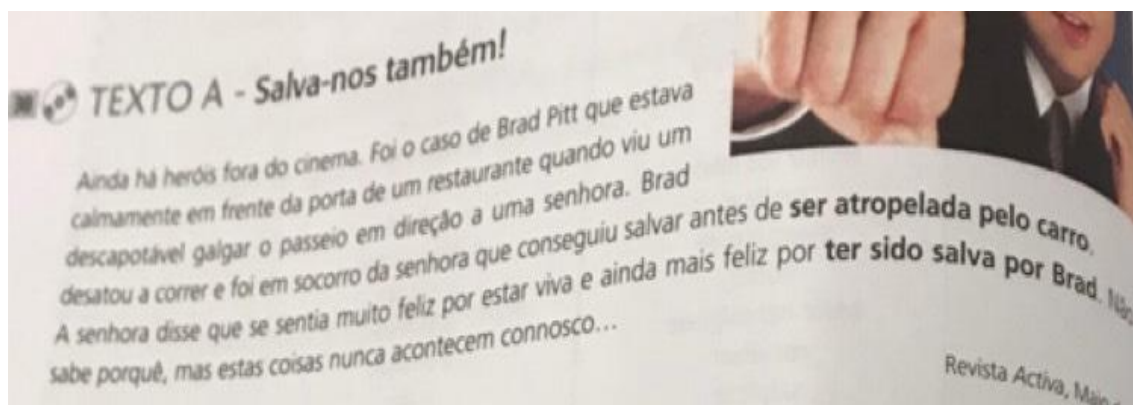 TEXTO A - Salva-nos também!
Ainda há heróis fora do cinema. Foi o caso de Brad Pitt que estava
calmamente em frente da porta de um restaurante quando viu um
descapotável galgar o passeio em direção a uma senhora. Brad
desatou a correr e foi em socorro da senhora que conseguiu salvar antes de ser atropelada pelo carro.
A senhora disse que se sentia muito feliz por estar viva e ainda mais feliz por ter sido salva por Brad. Não
sabe porquê, mas estas coisas nunca acontecem connosco...
Revista Activa, Maio